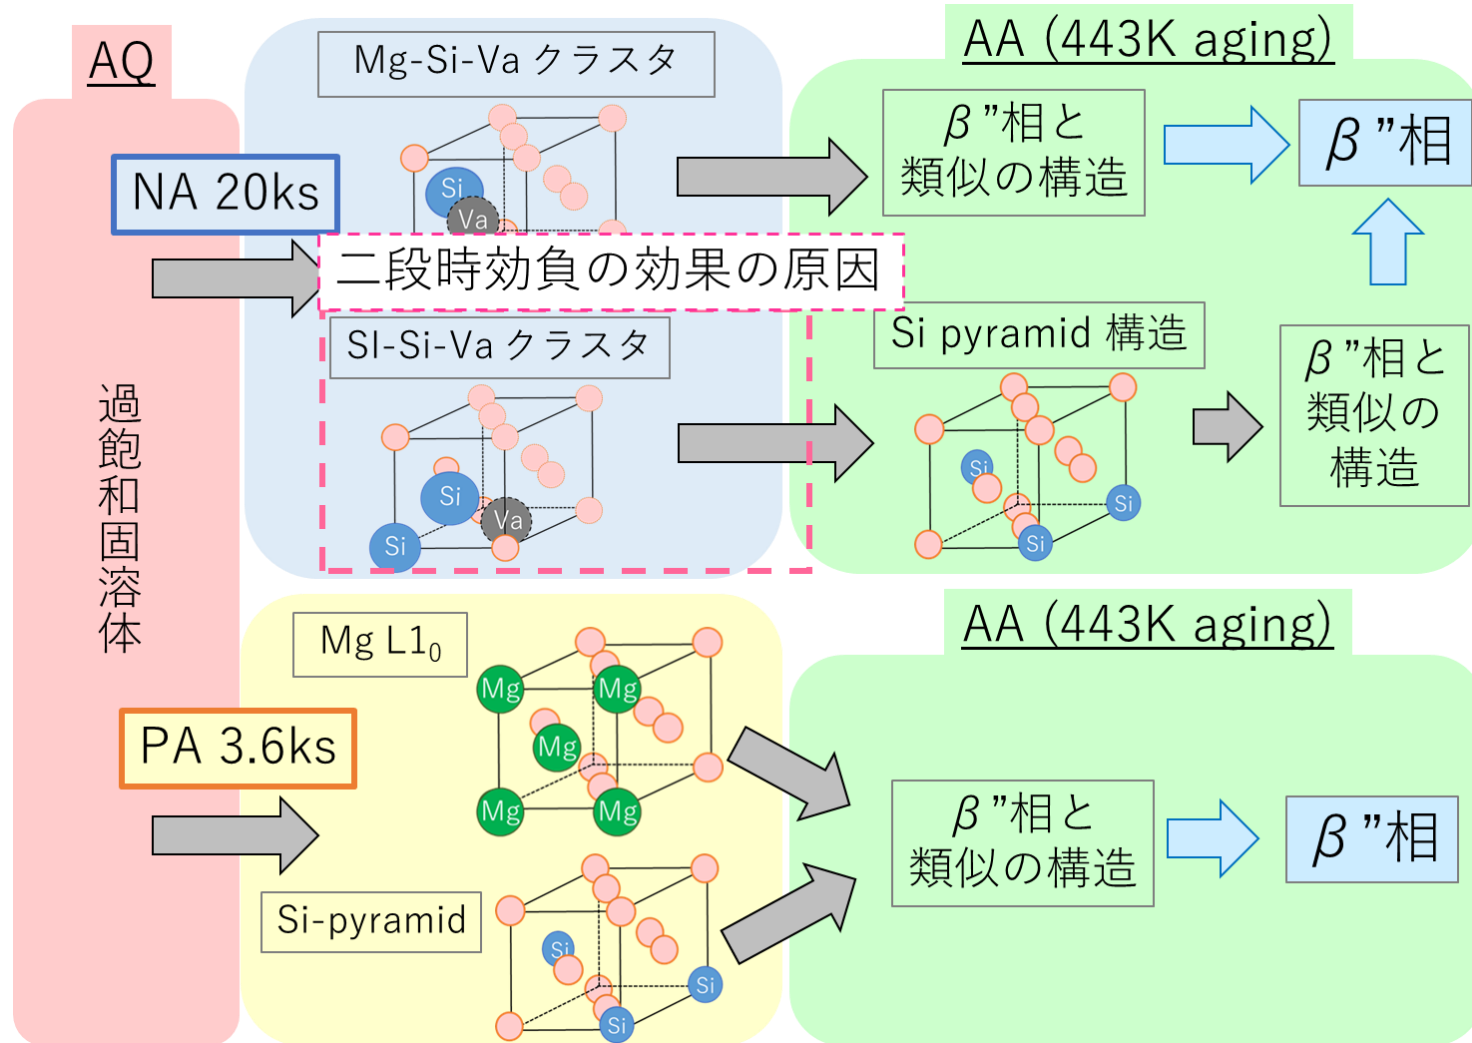 AQ
過飽和固溶体
NA 20ks
Mg-Si-Va クラスタ
Si
Va
二段時効負の効果の原因
SI-Si-Va クラスタ
Si
Va
Si
AA (443K aging)
β”相と
類似の構造
β”相
Si pyramid 構造
Si
Si
Si
β”相と
類似の
構造
PA 3.6ks
Mg L1₀
Mg
Mg
Mg
Mg
Mg
Si-pyramid
Si
Si
Si
AA (443K aging)
β”相と
類似の構造
β”相